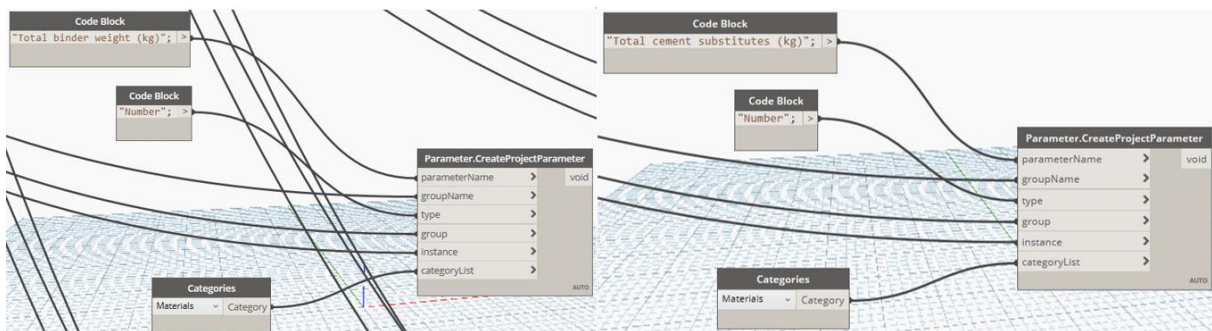 Code Block
"Total binder weight (kg)"; >
Code Block
"Number"; >
Parameter.CreateProjectParameter
parameterName > void
groupName >
type >
group >
instance >
categoryList >
AUTO
Categories
Materials Category
Code Block
"Total cement substitutes (kg)"; >
Code Block
"Number"; >
Parameter.CreateProjectParameter
parameterName > void
groupName >
type >
group >
instance >
categoryList >
AUTO
Categories
Materials Category